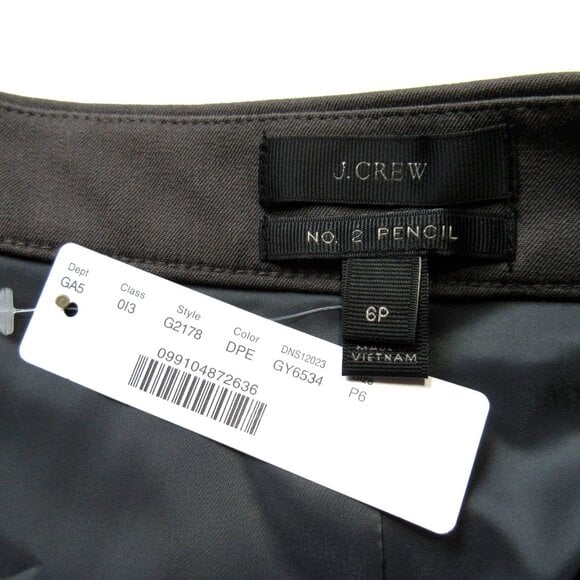 J.CREW
NO. 2 PENCIL
6P
VIETNAM
Dept Class Style Color DNS12023
GA5 0I3 G2178 DPE GY6534 P6
099104872636